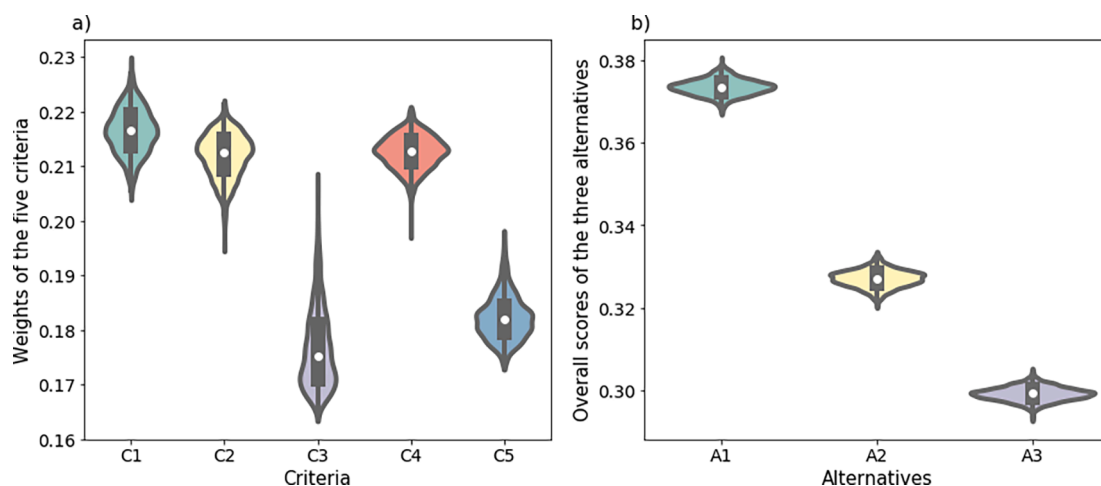 a)
Weights of the five criteria
0.23
0.22
0.21
0.20
0.19
0.18
0.17
0.16
C1 C2 C3 C4 C5
Criteria
b)
Overall scores of the three alternatives
0.38
0.36
0.34
0.32
0.30
A1 A2 A3
Alternatives